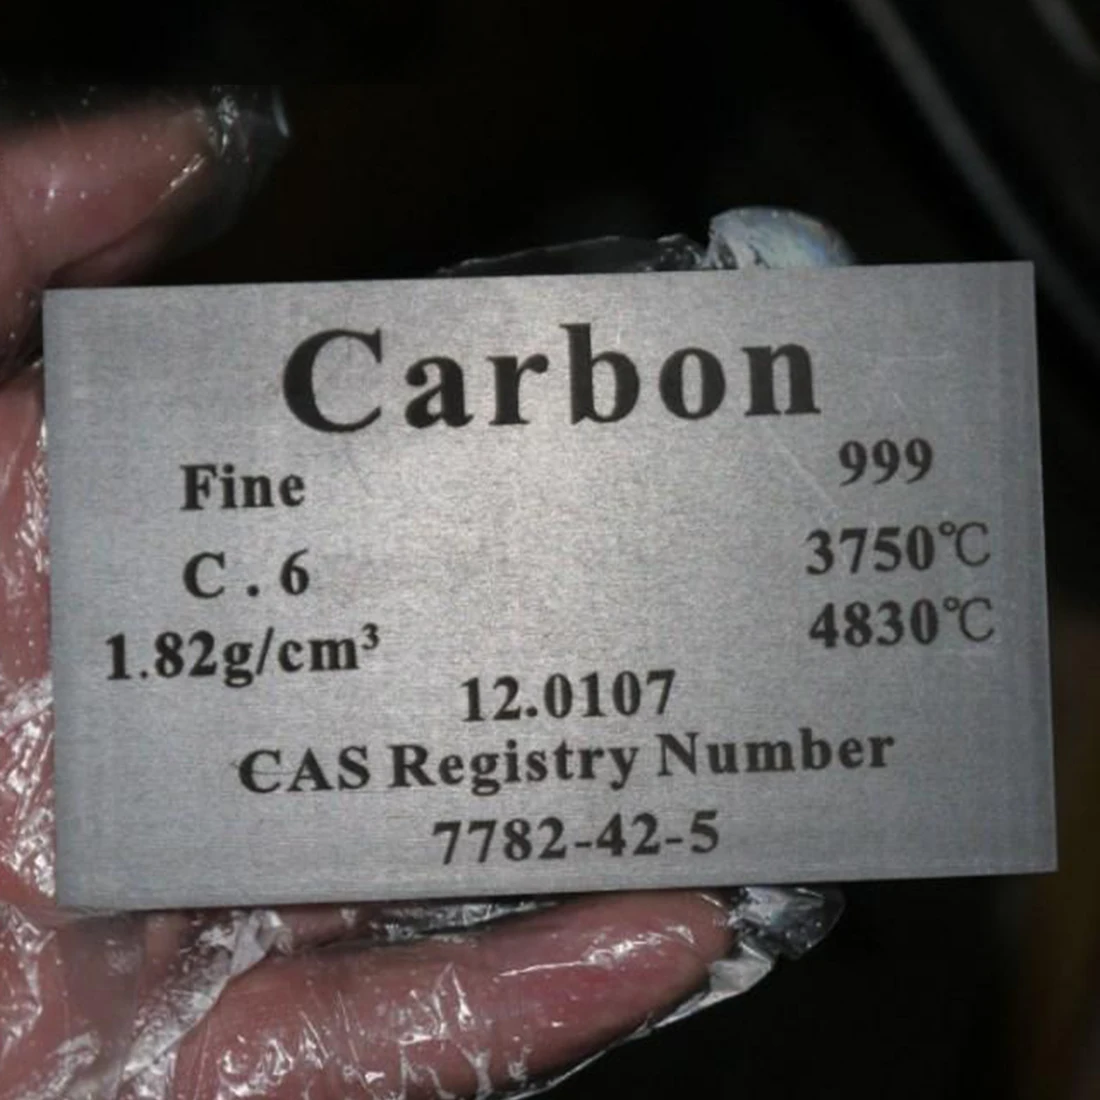 Carbon
Fine 999
C . 6 3750℃
1.82g/cm³ 4830℃
12.0107
CAS Registry Number
7782-42-5